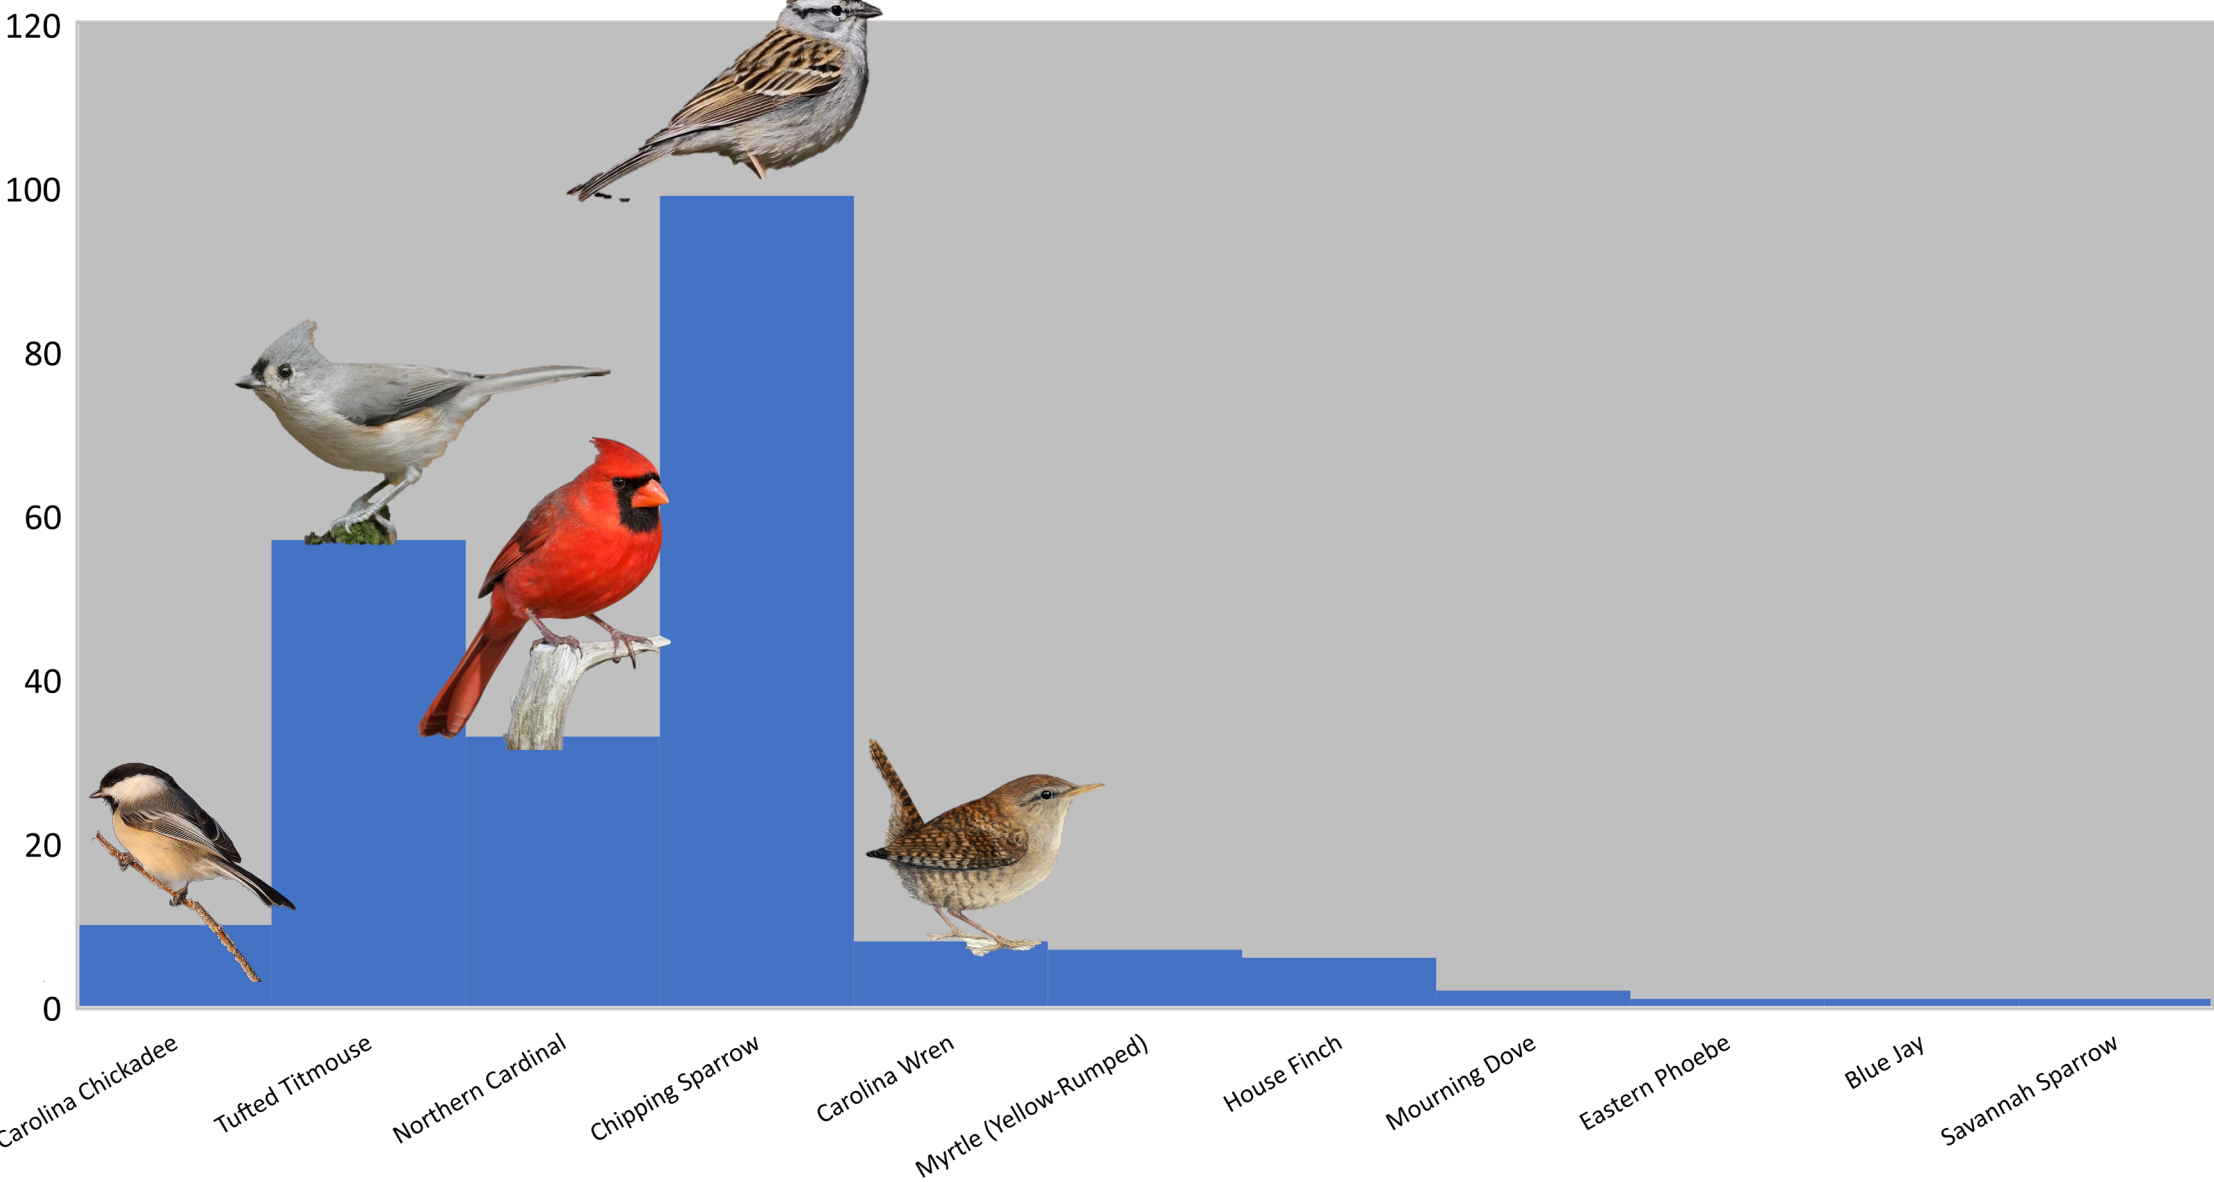 120
100
80
60
40
20
0
Carolina Chickadee
Tufted Titmouse
Northern Cardinal
Chipping Sparrow
Carolina Wren
Myrtle (Yellow-Rumped)
House Finch
Mourning Dove
Eastern Phoebe
Blue Jay
Savannah Sparrow